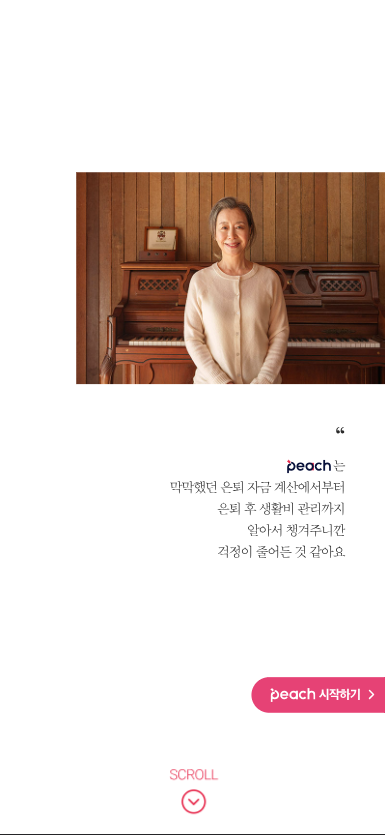 “
peach 는
막막했던 은퇴 자금 계산에서부터
은퇴 후 생활비 관리까지
알아서 챙겨주니깐
걱정이 줄어든 것 같아요
peach 시작하기
SCROLL